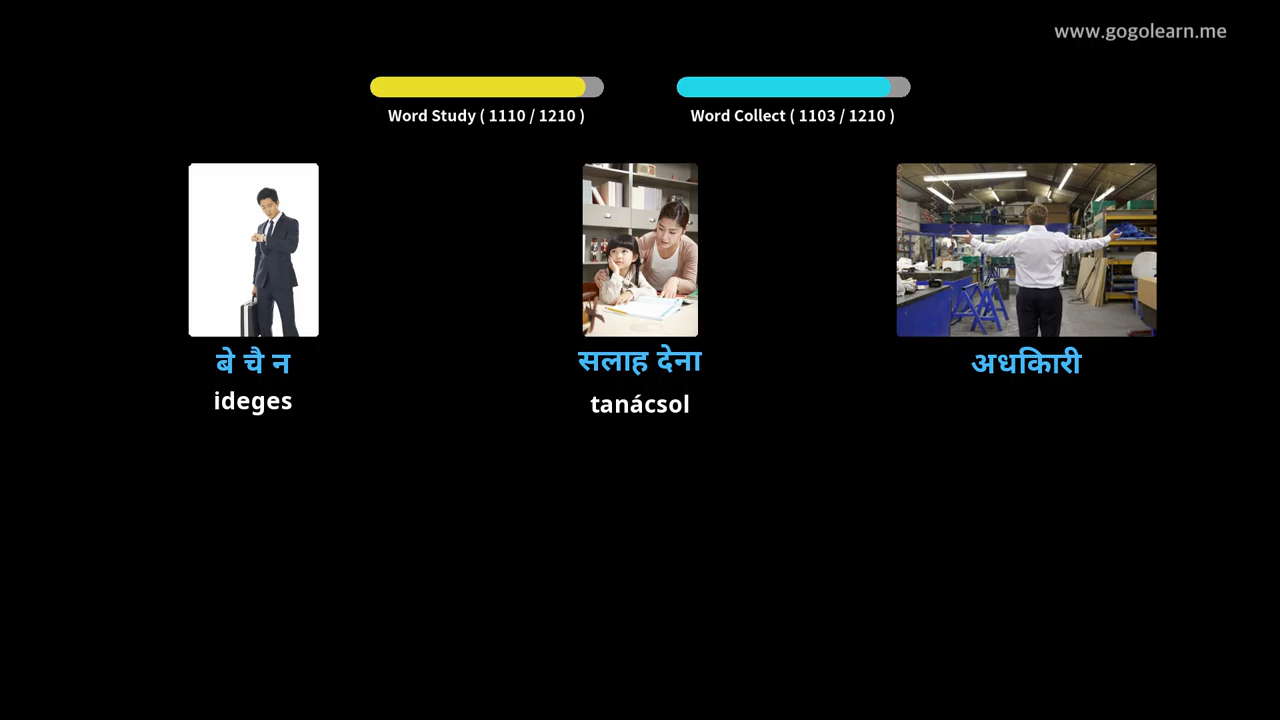 www.gogolearn.me
Word Study ( 1110 / 1210 )
Word Collect ( 1103 / 1210 )
बे चै न
सलाह देना
अधिकारी
ideges
tanácsol